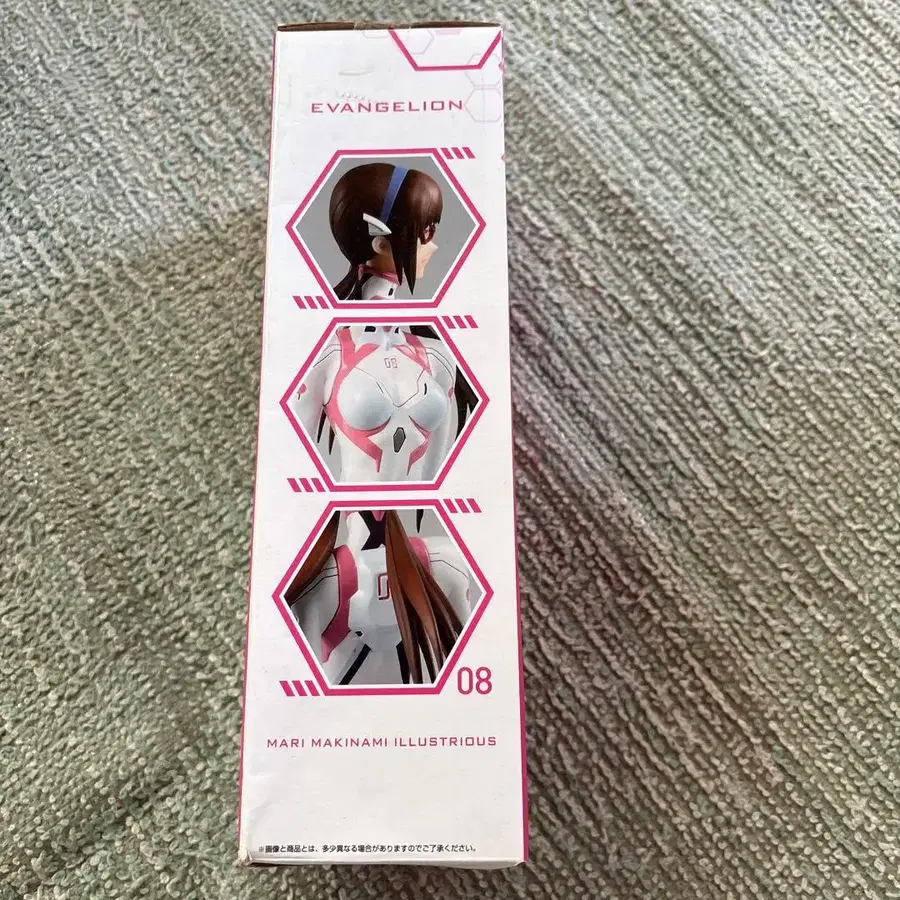 EVANGELION
08
08
MARI MAKINAMI ILLUSTRIOUS
※画像と商品とは、多少異なる場合がありますのでご了承ください。